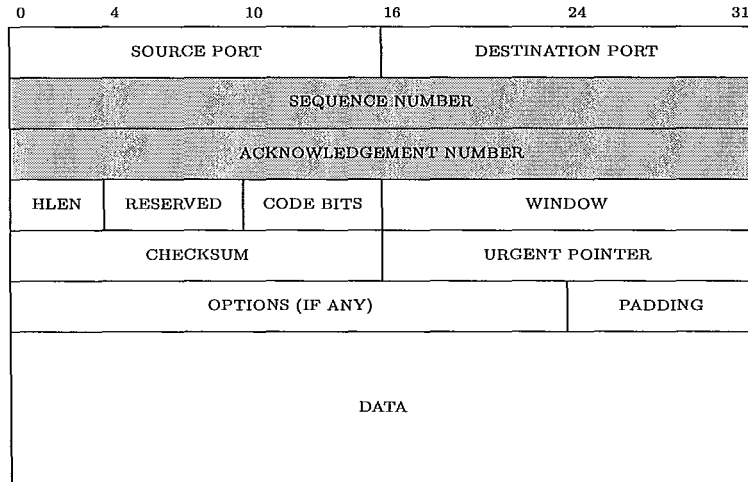 0 4 10 16 24 31
SOURCE PORT DESTINATION PORT
SEQUENCE NUMBER
ACKNOWLEDGEMENT NUMBER
HLEN RESERVED CODE BITS WINDOW
CHECKSUM URGENT POINTER
OPTIONS (IF ANY) PADDING
DATA